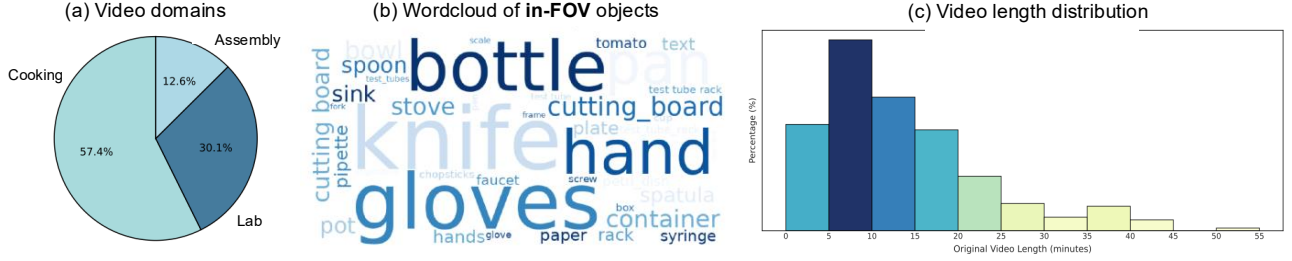 (a) Video domains
Assembly
Cooking
12.6%
57.4%
30.1%
Lab
(b) Wordcloud of in-FOV objects
scale
tomato
text
bowl
bottle
pan
spoon
test_tubes
sink
fork
stove
test tube rack
cutting_board
cutting board
frame
plate
knife
hand
pipette
chopsticks
faucet
screw
spatula
gloves
box
container
pot
hands
glove
paper
rack
syringe
(c) Video length distribution
Percentage (%)
0 5 10 15 20 25 30 35 40 45 50 55
Original Video Length (minutes)